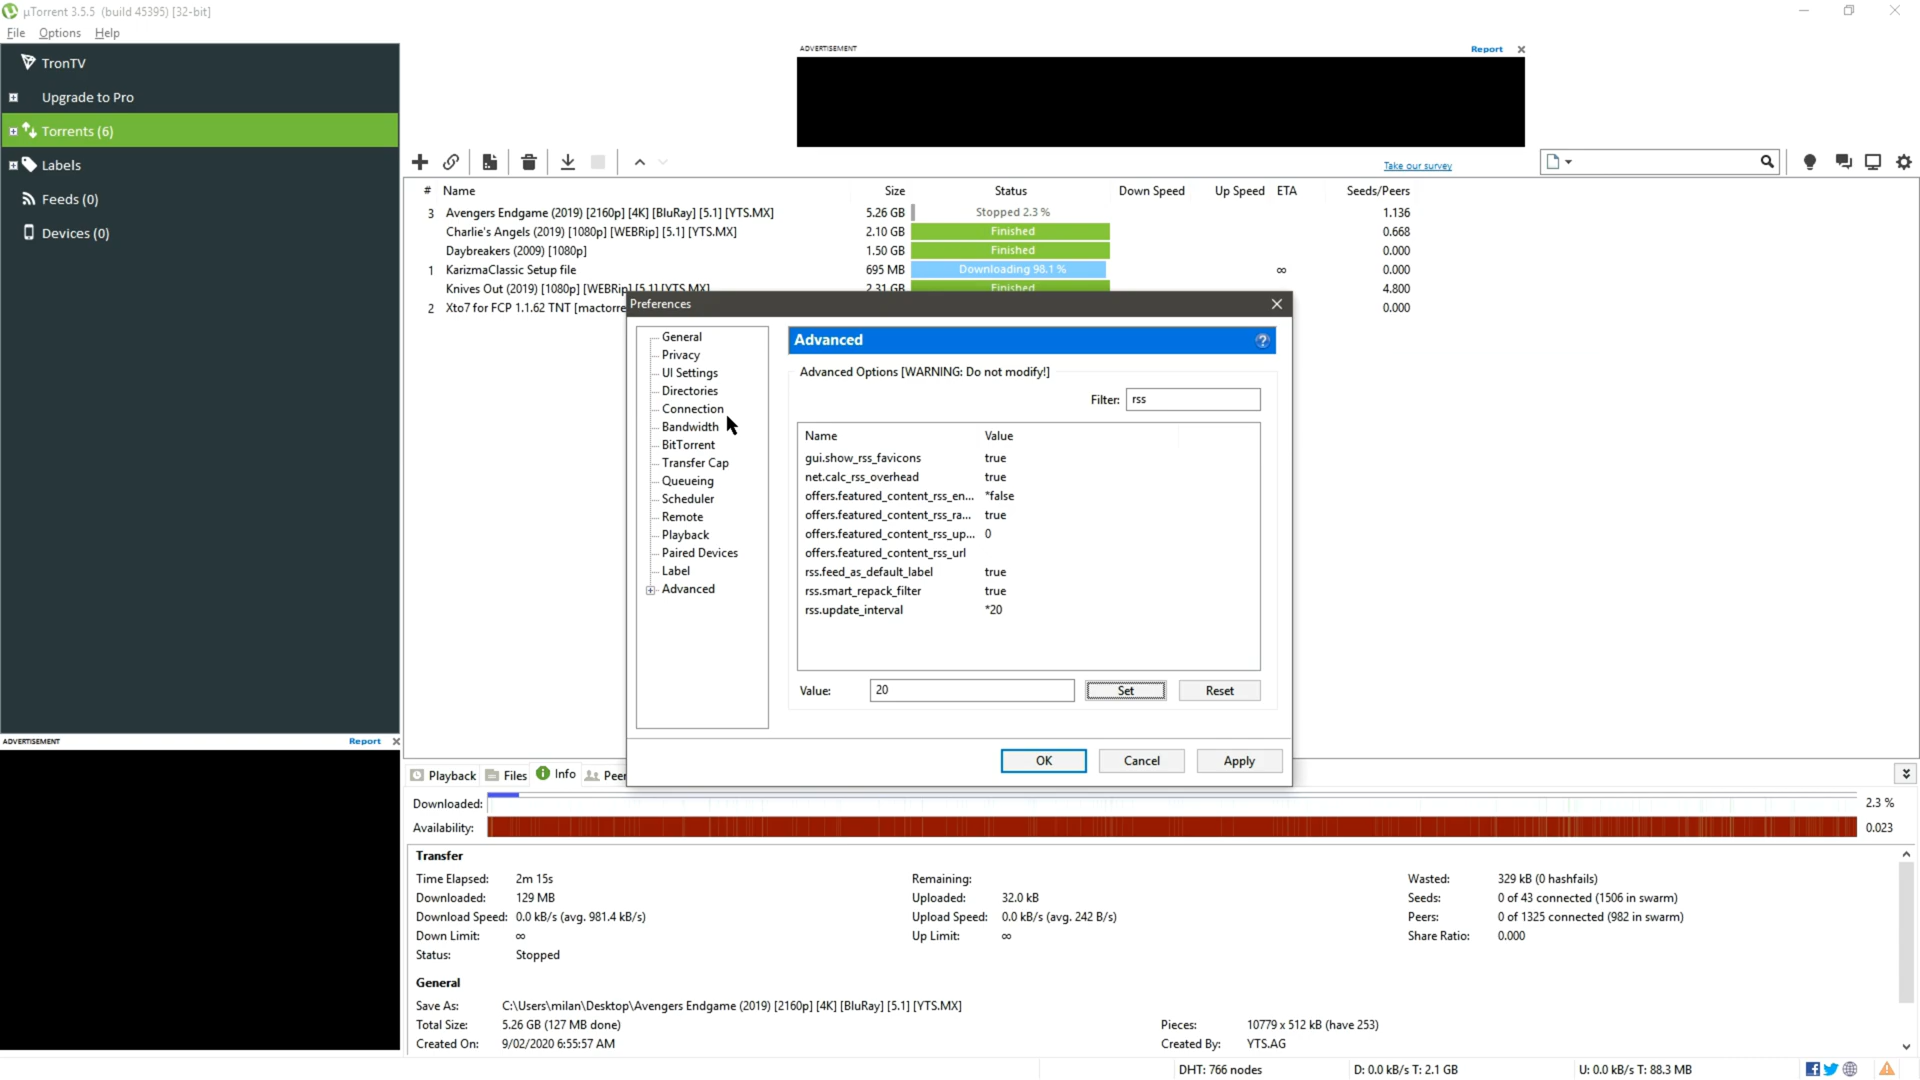 µTorrent 3.5.5 (build 45395) [32-bit]
File Options Help
TronTV
Upgrade to Pro
Torrents (6)
Labels
Feeds (0)
Devices (0)
ADVERTISEMENT Report
Take our survey
# Name Size Status Down Speed Up Speed ETA Seeds/Peers
3 Avengers Endgame (2019) [2160p] [4K] [BluRay] [5.1] [YTS.MX] 5.26 GB Stopped 2.3 % 1.136
Charlie's Angels (2019) [1080p] [WEBRip] [5.1] [YTS.MX] 2.10 GB Finished 0.668
Daybreakers (2009) [1080p] 1.50 GB Finished 0.000
1 KarizmaClassic Setup file 695 MB Downloading 98.1 % ∞ 0.000
Knives Out (2019) [1080p] [WEBRip] [5.1] [YTS.MX] 2.31 GB Finished 4.800
2 Xto7 for FCP 1.1.62 TNT [mactorre 0.000
Preferences
General
Privacy
UI Settings
Directories
Connection
Bandwidth
BitTorrent
Transfer Cap
Queueing
Scheduler
Remote
Playback
Paired Devices
Label
Advanced
Advanced
Advanced Options [WARNING: Do not modify!]
Filter: rss
Name Value
gui.show_rss_favicons true
net.calc_rss_overhead true
offers.featured_content_rss_en... *false
offers.featured_content_rss_ra... true
offers.featured_content_rss_up... 0
offers.featured_content_rss_url
rss.feed_as_default_label true
rss.smart_repack_filter true
rss.update_interval *20
Value: 20 Set Reset
OK Cancel Apply
ADVERTISEMENT Report
Playback Files Info Peer
Downloaded: 2.3 %
Availability: 0.023
Transfer
Time Elapsed: 2m 15s Remaining: Wasted: 329 kB (0 hashfails)
Downloaded: 129 MB Uploaded: 32.0 kB Seeds: 0 of 43 connected (1506 in swarm)
Download Speed: 0.0 kB/s (avg. 981.4 kB/s) Upload Speed: 0.0 kB/s (avg. 242 B/s) Peers: 0 of 1325 connected (982 in swarm)
Down Limit: ∞ Up Limit: ∞ Share Ratio: 0.000
Status: Stopped
General
Save As: C:\Users\milan\Desktop\Avengers Endgame (2019) [2160p] [4K] [BluRay] [5.1] [YTS.MX]
Total Size: 5.26 GB (127 MB done) Pieces: 10779 x 512 kB (have 253)
Created On: 9/02/2020 6:55:57 AM Created By: YTS.AG
DHT: 766 nodes D: 0.0 kB/s T: 2.1 GB U: 0.0 kB/s T: 88.3 MB